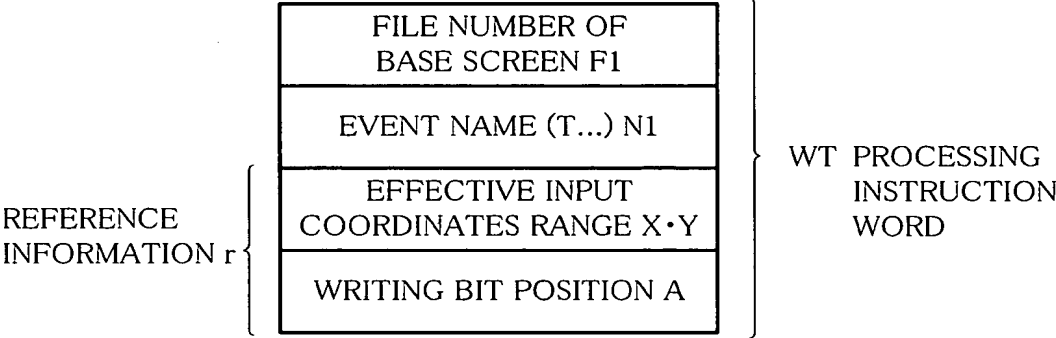 FILE NUMBER OF
BASE SCREEN F1
EVENT NAME (T...) N1
EFFECTIVE INPUT
COORDINATES RANGE X・Y
WRITING BIT POSITION A
REFERENCE
INFORMATION r
WT PROCESSING
INSTRUCTION
WORD